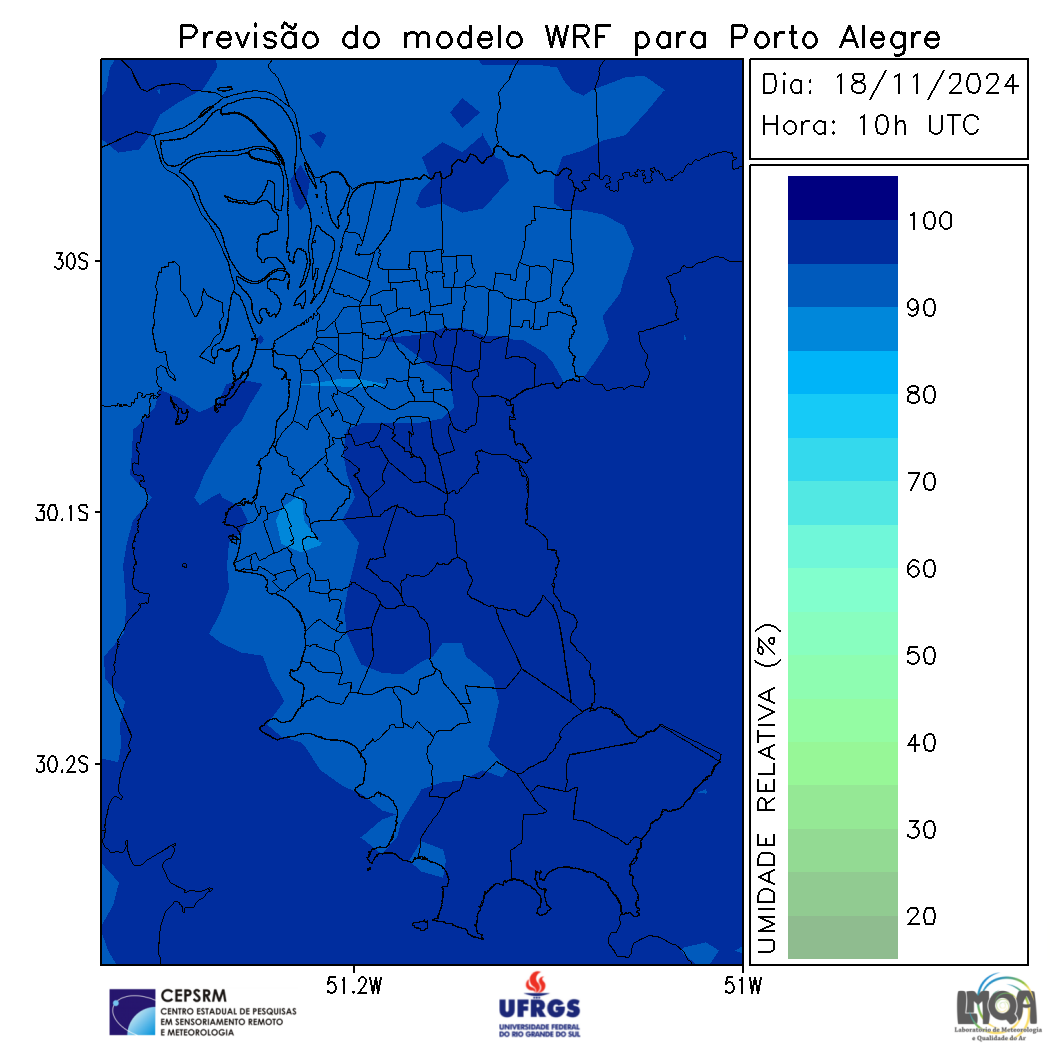 Previsão do modelo WRF para Porto Alegre
Dia: 18/11/2024
Hora: 10h UTC
30S
30.1S
30.2S
51.2W
51W
100
90
80
70
60
50
40
30
20
UMIDADE RELATIVA (%)
CEPSRM
CENTRO ESTADUAL DE PESQUISAS
EM SENSORIAMENTO REMOTO
E METEOROLOGIA
UFRGS
UNIVERSIDADE FEDERAL
DO RIO GRANDE DO SUL
LMQA
Laboratório de Meteorologia
e Qualidade do Ar